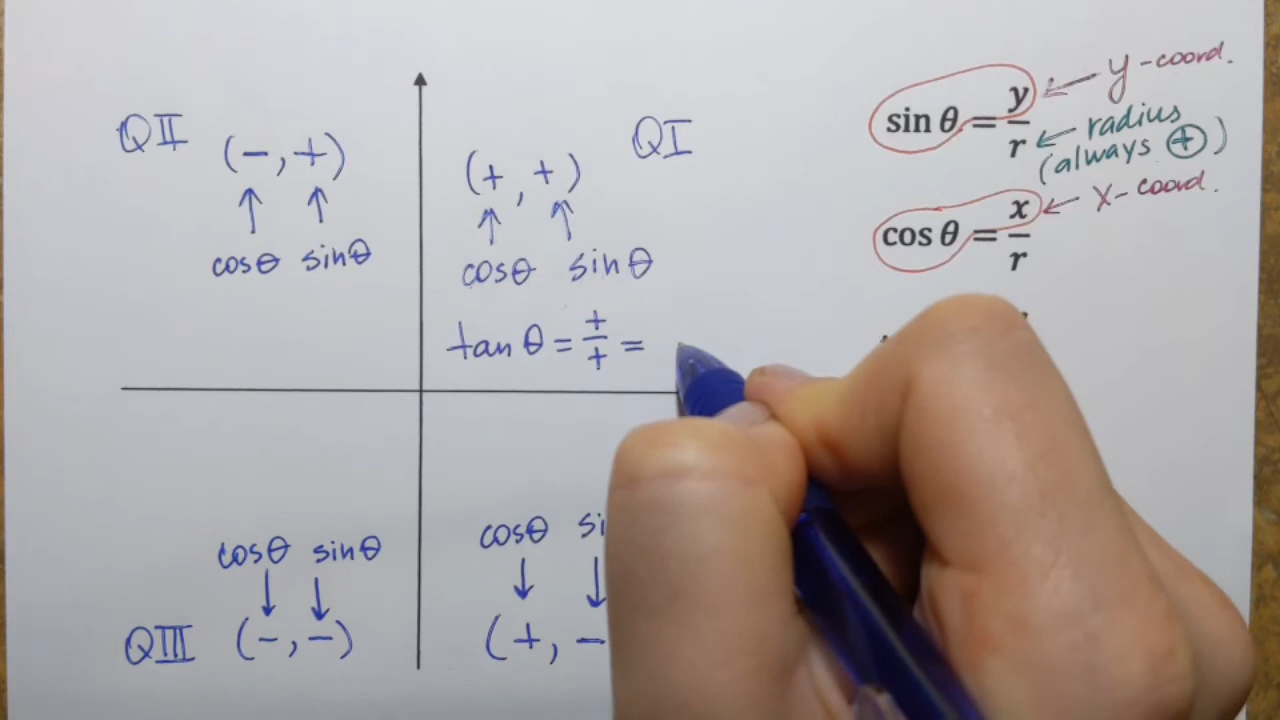 QII
(-, +)
cosθ sinθ
QI
(+, +)
cosθ sinθ
tan θ = +/+ =
sin θ = y/r
y-coord.
radius
(always ⊕)
cos θ = x/r
x-coord.
cosθ sinθ
QIII (-, -)
cosθ
(+, -